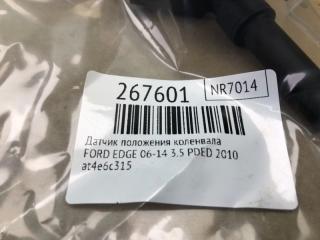 267601
NR7014
Датчик положения коленвала
FORD EDGE 06-14 3.5 PDED 2010
at4e6c315